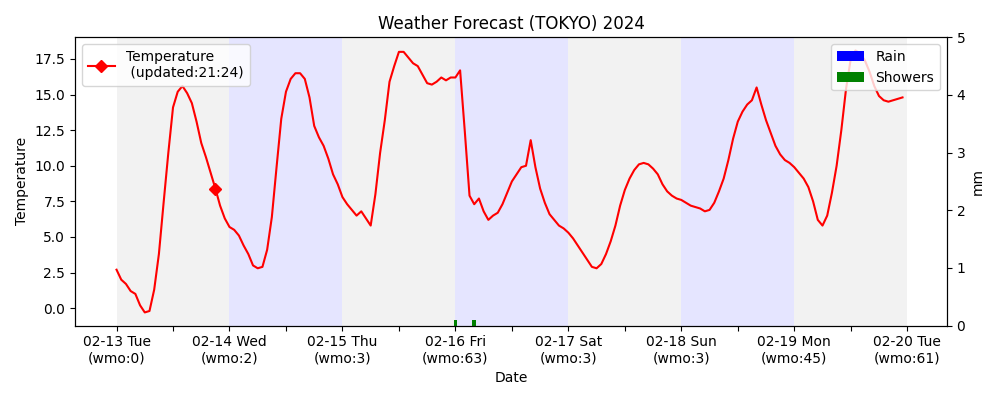 Weather Forecast (TOKYO) 2024
Temperature
(updated:21:24)
Rain
Showers
17.5
15.0
12.5
10.0
7.5
5.0
2.5
0.0
Temperature
5
4
3
2
1
0
mm
02-13 Tue
(wmo:0)
02-14 Wed
(wmo:2)
02-15 Thu
(wmo:3)
02-16 Fri
(wmo:63)
02-17 Sat
(wmo:3)
02-18 Sun
(wmo:3)
02-19 Mon
(wmo:45)
02-20 Tue
(wmo:61)
Date